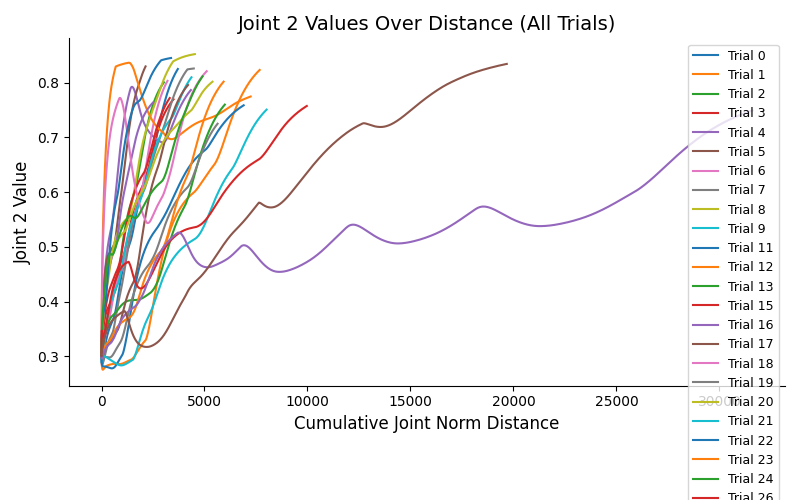 Joint 2 Values Over Distance (All Trials)
Joint 2 Value
0.8
0.7
0.6
0.5
0.4
0.3
0
5000
10000
15000
20000
25000
30000
Cumulative Joint Norm Distance
Trial 0
Trial 1
Trial 2
Trial 3
Trial 4
Trial 5
Trial 6
Trial 7
Trial 8
Trial 9
Trial 11
Trial 12
Trial 13
Trial 15
Trial 16
Trial 17
Trial 18
Trial 19
Trial 20
Trial 21
Trial 22
Trial 23
Trial 24
Trial 26